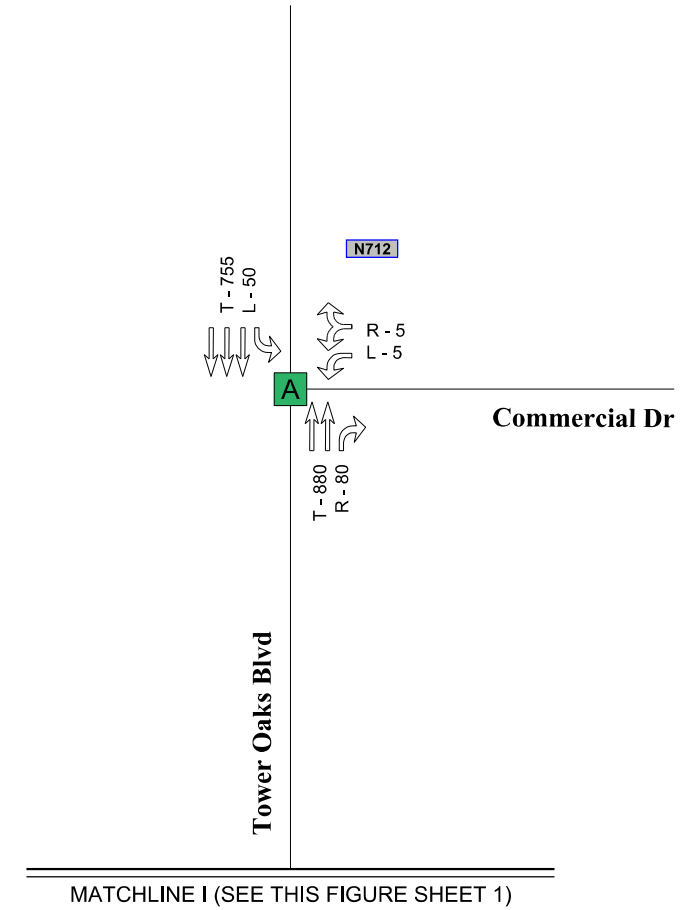 N712
T - 755
L - 50
R - 5
L - 5
A
Commercial Dr
T - 880
R - 80
Tower Oaks Blvd
MATCHLINE I (SEE THIS FIGURE SHEET 1)